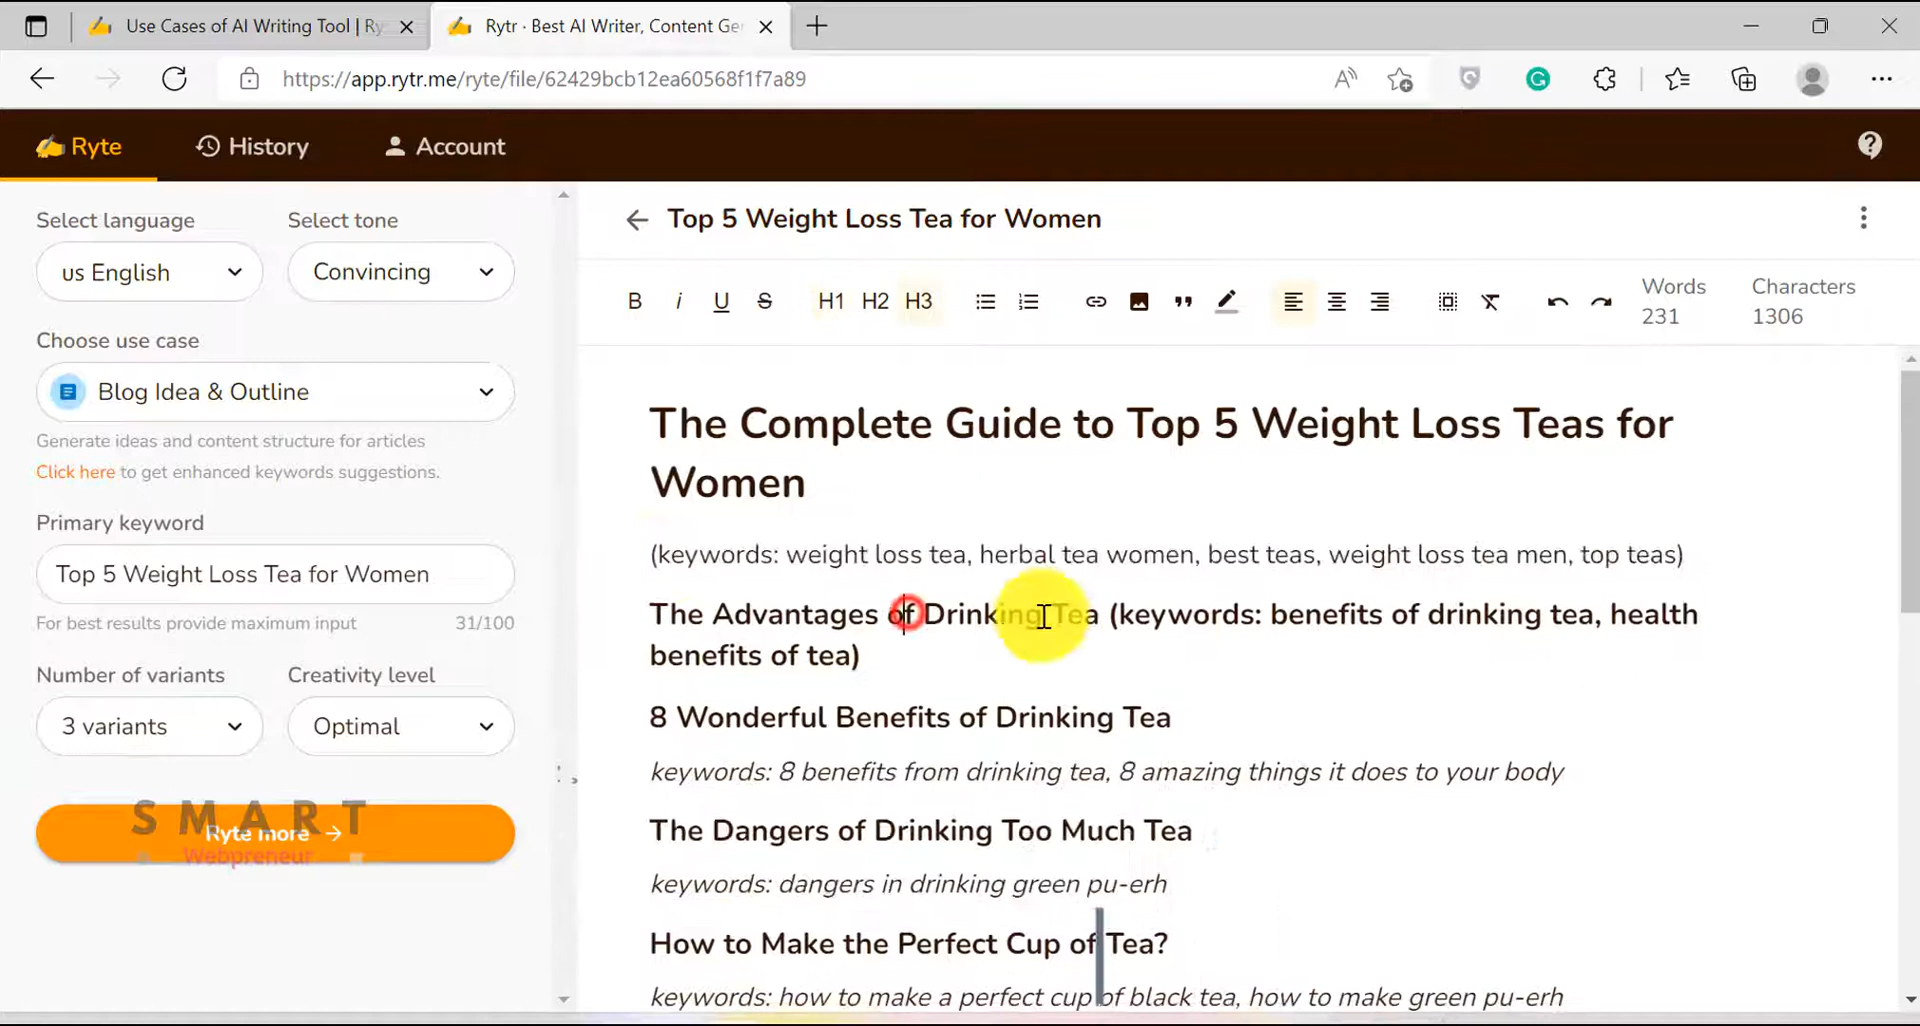 Use Cases of AI Writing Tool | Ry
Rytr · Best AI Writer, Content Ge
https://app.rytr.me/ryte/file/62429bcb12ea60568f1f7a89
Ryte
History
Account
Select language
Select tone
us English
Convincing
Choose use case
Blog Idea & Outline
Generate ideas and content structure for articles
Click here to get enhanced keywords suggestions.
Primary keyword
Top 5 Weight Loss Tea for Women
For best results provide maximum input
31/100
Number of variants
Creativity level
3 variants
Optimal
Ryte more →
SMART
Webpreneur
Top 5 Weight Loss Tea for Women
B i U S H1 H2 H3
Words
231
Characters
1306
The Complete Guide to Top 5 Weight Loss Teas for
Women
(keywords: weight loss tea, herbal tea women, best teas, weight loss tea men, top teas)
The Advantages of Drinking Tea (keywords: benefits of drinking tea, health
benefits of tea)
8 Wonderful Benefits of Drinking Tea
keywords: 8 benefits from drinking tea, 8 amazing things it does to your body
The Dangers of Drinking Too Much Tea
keywords: dangers in drinking green pu-erh
How to Make the Perfect Cup of Tea?
keywords: how to make a perfect cup of black tea, how to make green pu-erh